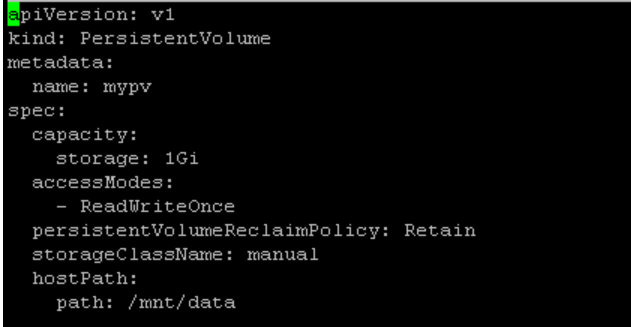 apiVersion: v1
kind: PersistentVolume
metadata:
  name: mypv
spec:
  capacity:
    storage: 1Gi
  accessModes:
    - ReadWriteOnce
  persistentVolumeReclaimPolicy: Retain
  storageClassName: manual
  hostPath:
    path: /mnt/data